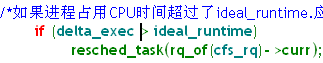 /*如果进程占用CPU时间超过了ideal_runtime.应
if (delta_exec > ideal_runtime)
resched_task(rq_of(cfs_rq)->curr);